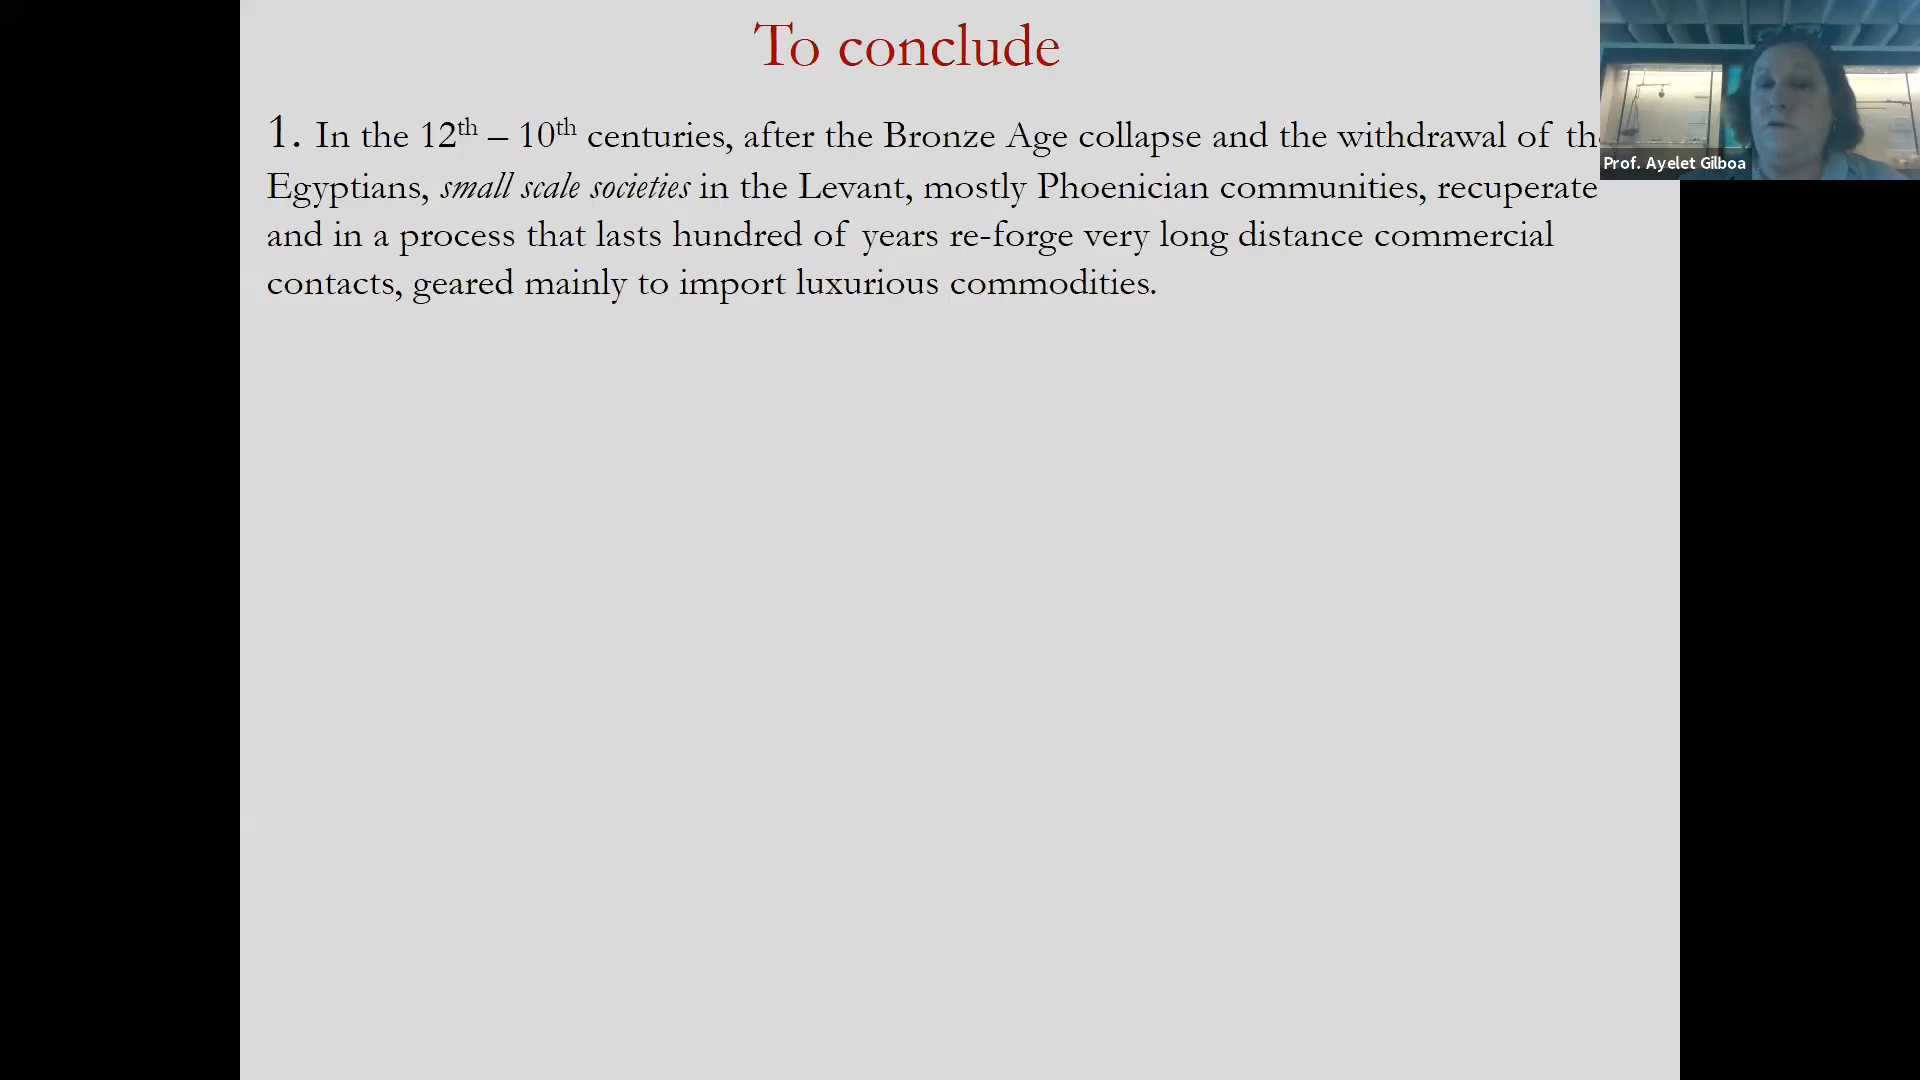 To conclude
1. In the 12th – 10th centuries, after the Bronze Age collapse and the withdrawal of
Prof. Ayelet Gilboa
Egyptians, small scale societies in the Levant, mostly Phoenician communities, recuperate
and in a process that lasts hundred of years re-forge very long distance commercial
contacts, geared mainly to import luxurious commodities.